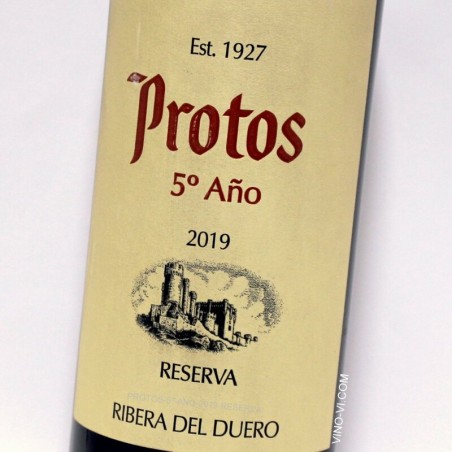 Est. 1927
Protos
5º Año
2019
RESERVA
RIBERA DEL DUERO
VINO-VI.COM